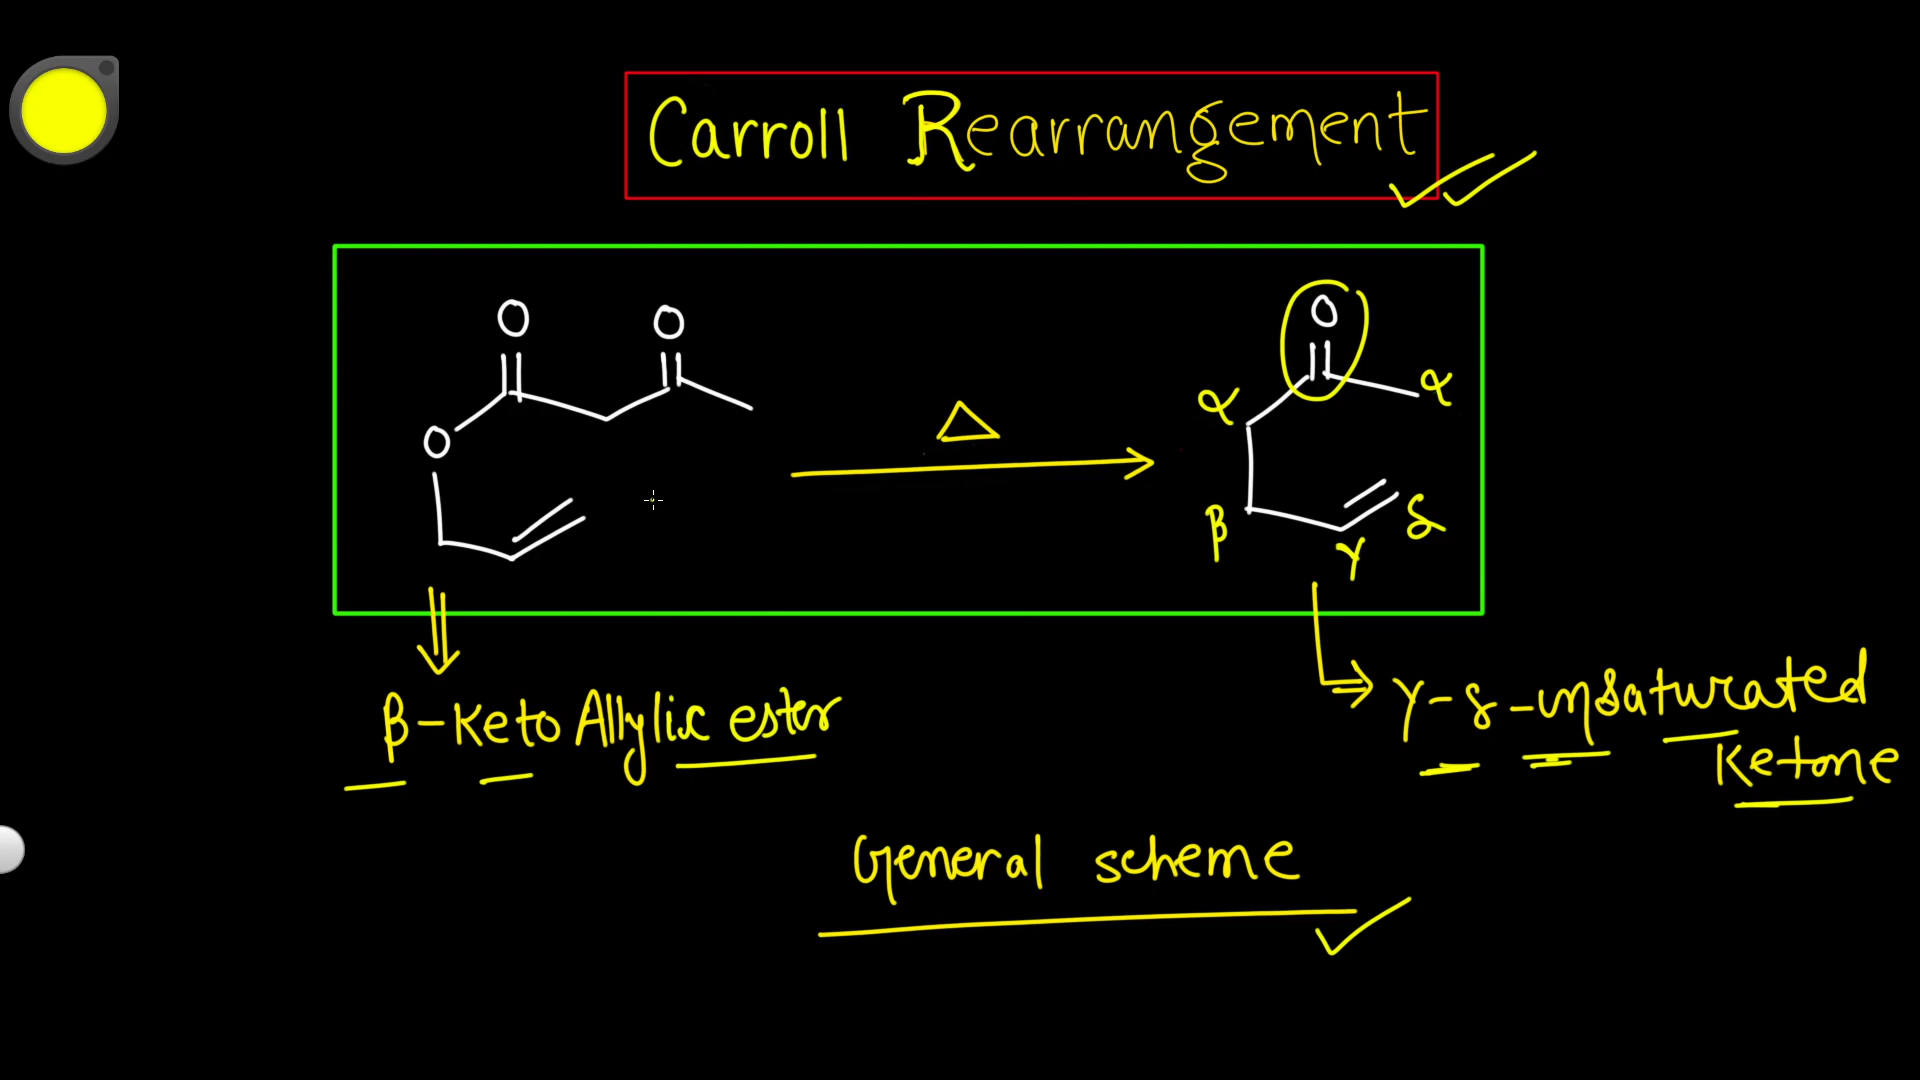 Carroll Rearrangement
O O O
Δ
α α
O
β γ δ
β-Keto Allylic ester
γ-δ-unsaturated
Ketone
General scheme